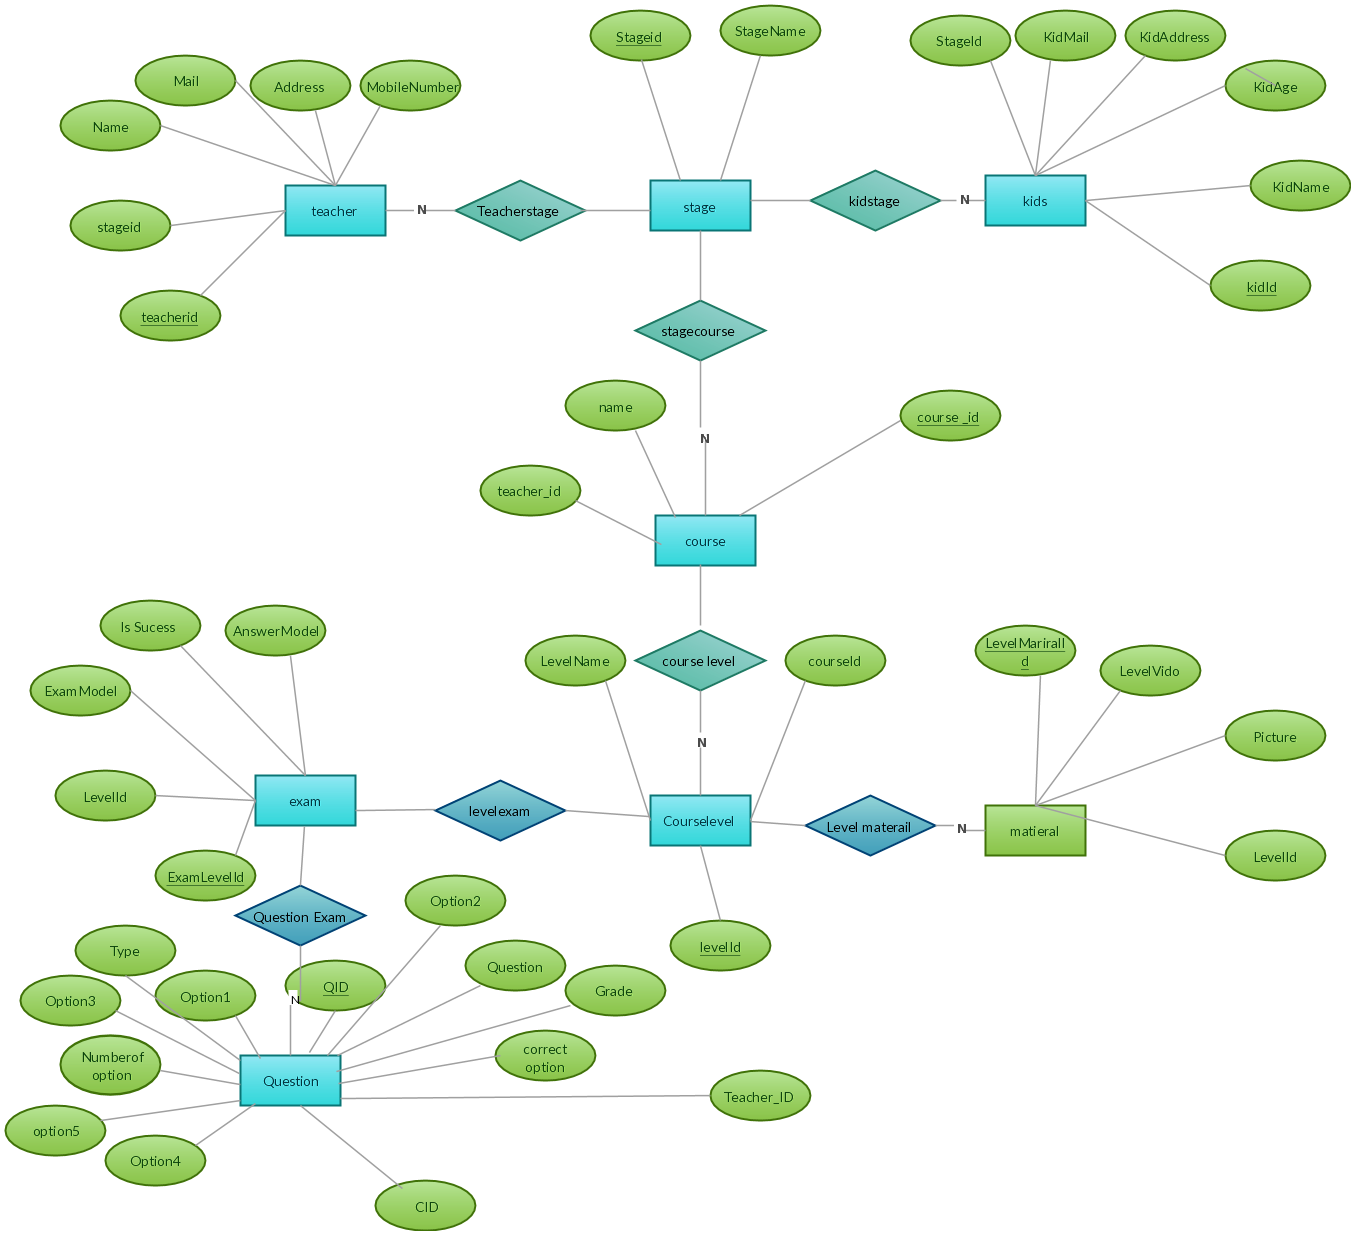 Stageid
StageName
StageId
KidMail
KidAddress
Mail
Address
MobileNumber
KidAge
Name
KidName
teacher
N
Teacherstage
stage
kidstage
N
kids
stageid
kidId
teacherid
stagecourse
name
course _id
N
teacher_id
course
Is Sucess
AnswerModel
LevelName
course level
courseId
LevelMarirall
d
LevelVido
ExamModel
Picture
N
LevelId
exam
levelexam
Courselevel
Level materail
N
matieral
LevelId
ExamLevelId
Question Exam
Option2
levelId
Type
Question
Option3
Option1
QID
N
Grade
Numberof
option
correct
option
Question
Teacher_ID
option5
Option4
CID